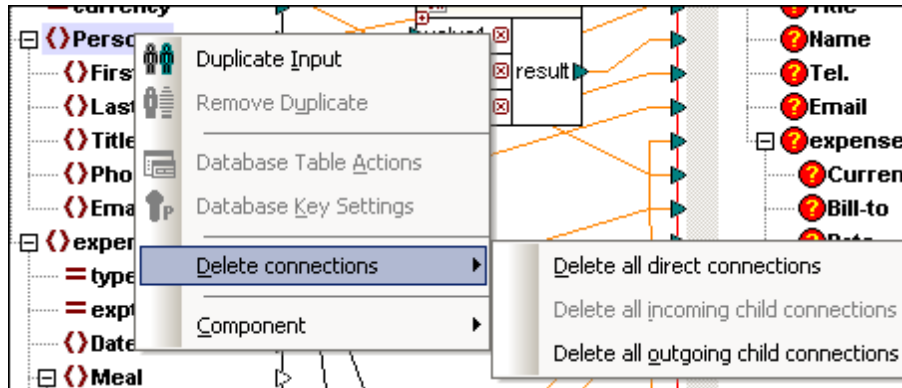 currency
Perso
Firs
Last
Title
Pho
Ema
exper
type
expt
Date
Meal
Duplicate Input
Remove Duplicate
Database Table Actions
Database Key Settings
Delete connections
Component
Delete all direct connections
Delete all incoming child connections
Delete all outgoing child connections
result
Title
Name
Tel.
Email
expense
Curren
Bill-to